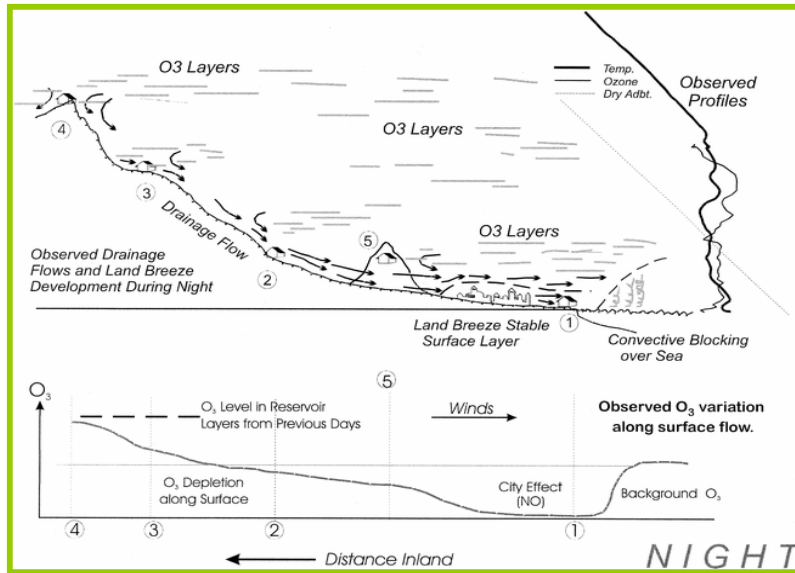 O3 Layers
Temp.
Ozone
Dry Adbt.
Observed
Profiles
O3 Layers
4
3
Drainage Flow
5
O3 Layers
Observed Drainage
Flows and Land Breeze
Development During Night
2
1
Land Breeze Stable
Surface Layer
Convective Blocking
over Sea
O₃
5
O₃ Level in Reservoir
Layers from Previous Days
Winds
Observed O₃ variation
along surface flow.
O₃ Depletion
along Surface
City Effect
(NO)
Background O₃
4
3
2
1
Distance Inland
NIGHT